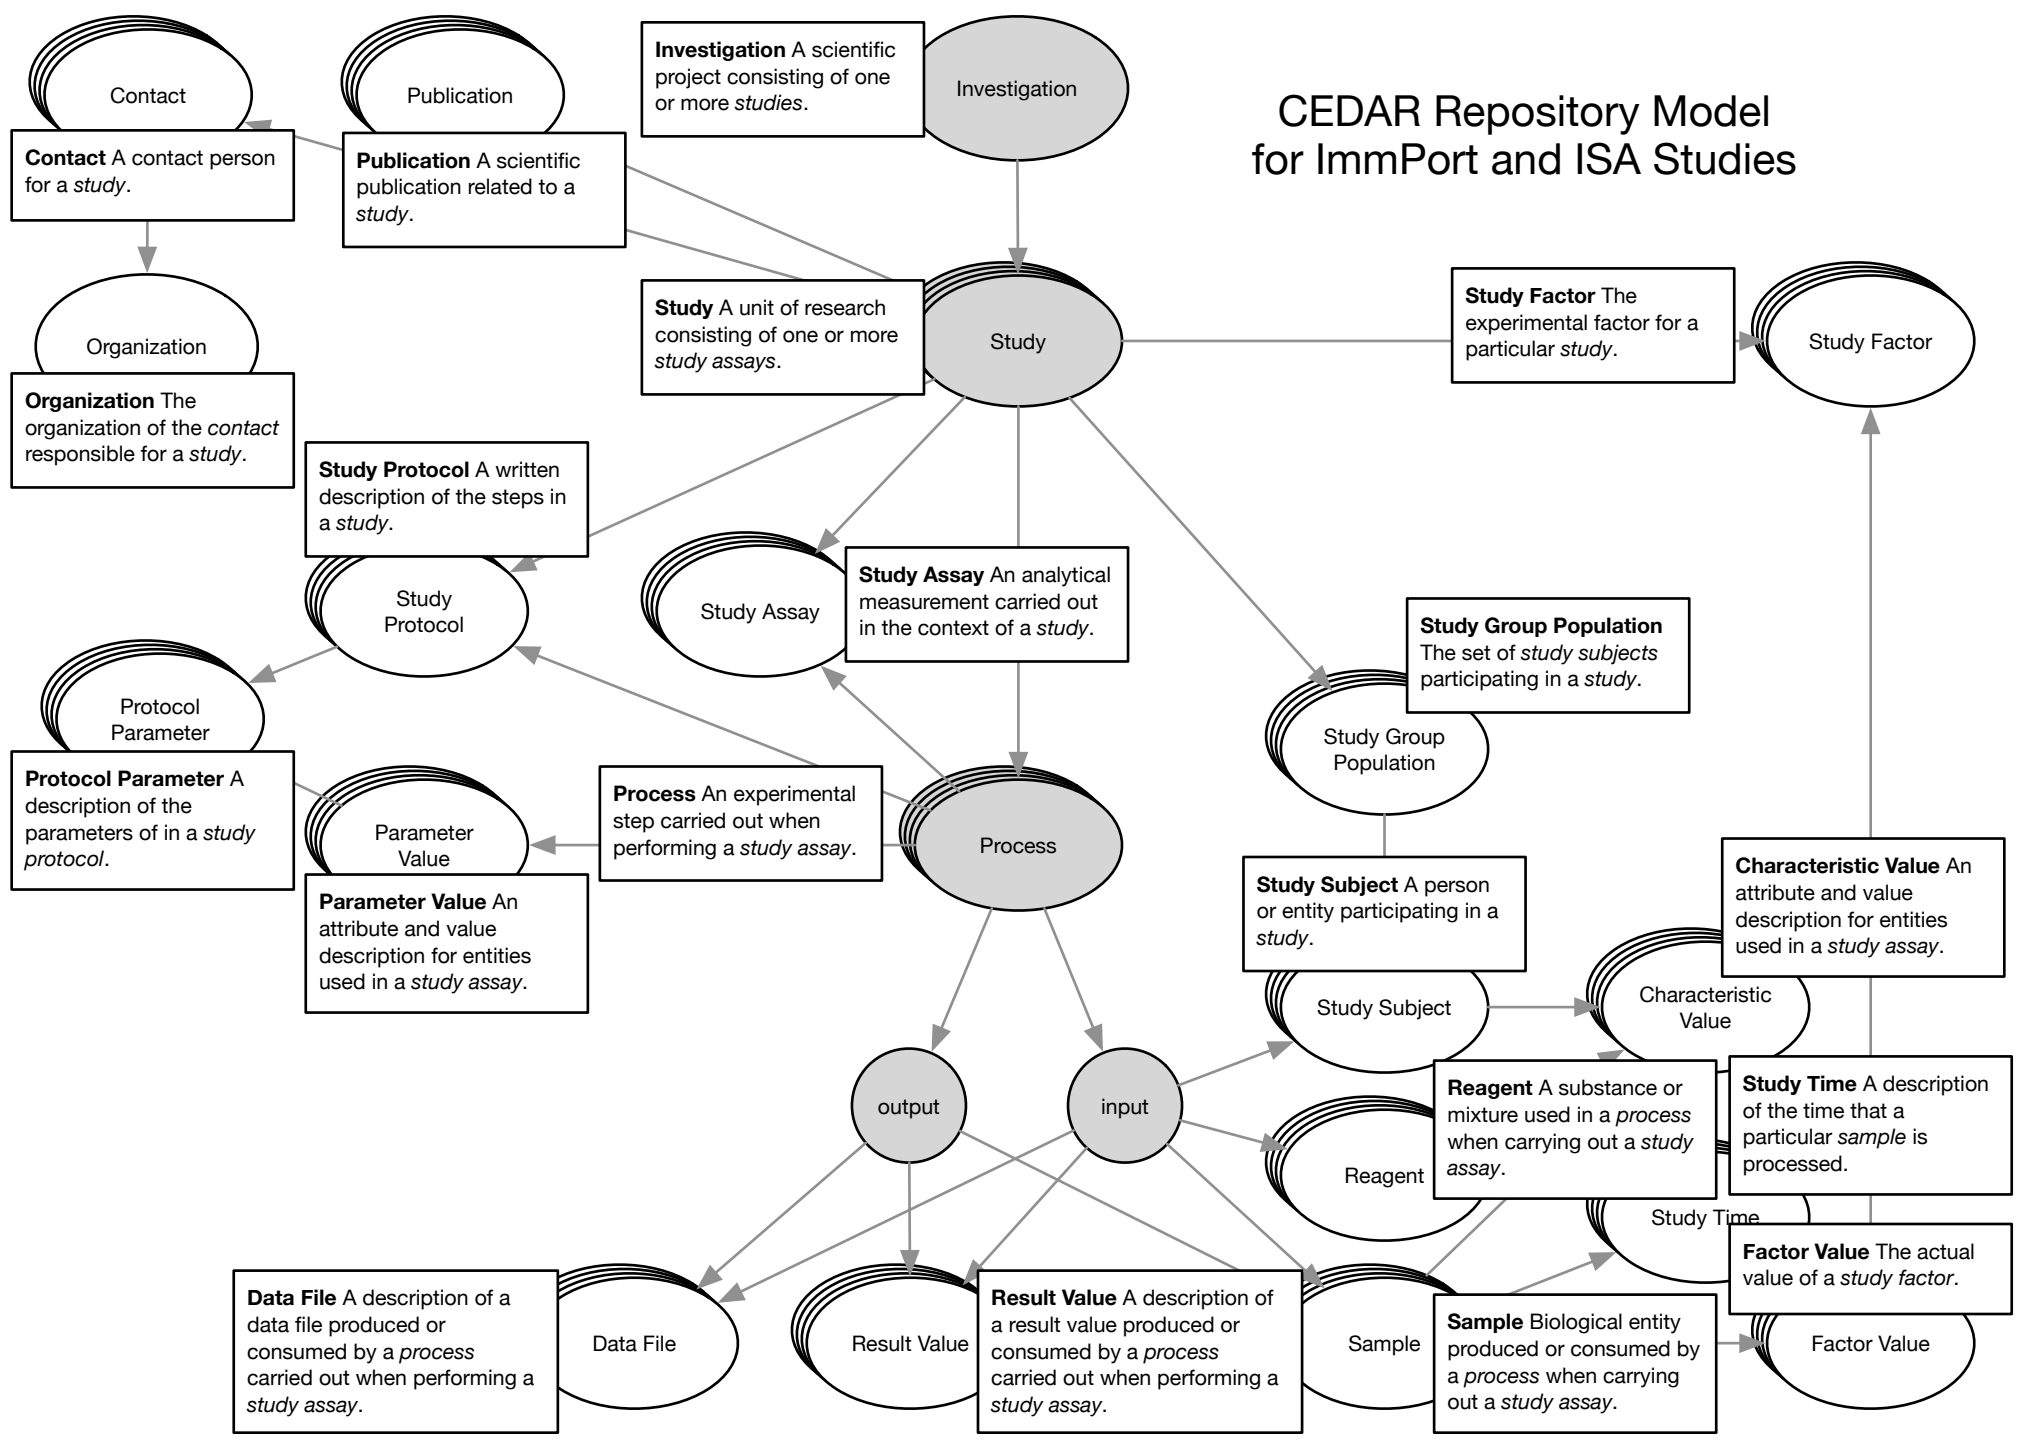 Contact
Publication
Investigation A scientific
project consisting of one
or more studies.
Investigation
CEDAR Repository Model
for ImmPort and ISA Studies
Contact A contact person
for a study.
Publication A scientific
publication related to a
study.
Organization
Study A unit of research
consisting of one or more
study assays.
Study
Study Factor The
experimental factor for a
particular study.
Study Factor
Organization The
organization of the contact
responsible for a study.
Study Protocol A written
description of the steps in
a study.
Study
Protocol
Study Assay
Study Assay An analytical
measurement carried out
in the context of a study.
Study Group Population
The set of study subjects
participating in a study.
Protocol
Parameter
Study Group
Population
Protocol Parameter A
description of the
parameters of in a study
protocol.
Parameter
Value
Process An experimental
step carried out when
performing a study assay.
Process
Parameter Value An
attribute and value
description for entities
used in a study assay.
Study Subject A person
or entity participating in a
study.
Characteristic Value An
attribute and value
description for entities
used in a study assay.
Study Subject
Characteristic
Value
output
input
Reagent
Reagent A substance or
mixture used in a process
when carrying out a study
assay.
Study Time A description
of the time that a
particular sample is
processed.
Study Time
Factor Value The actual
value of a study factor.
Data File A description of a
data file produced or
consumed by a process
carried out when performing a
study assay.
Data File
Result Value
Result Value A description of
a result value produced or
consumed by a process
carried out when performing a
study assay.
Sample
Sample Biological entity
produced or consumed by
a process when carrying
out a study assay.
Factor Value